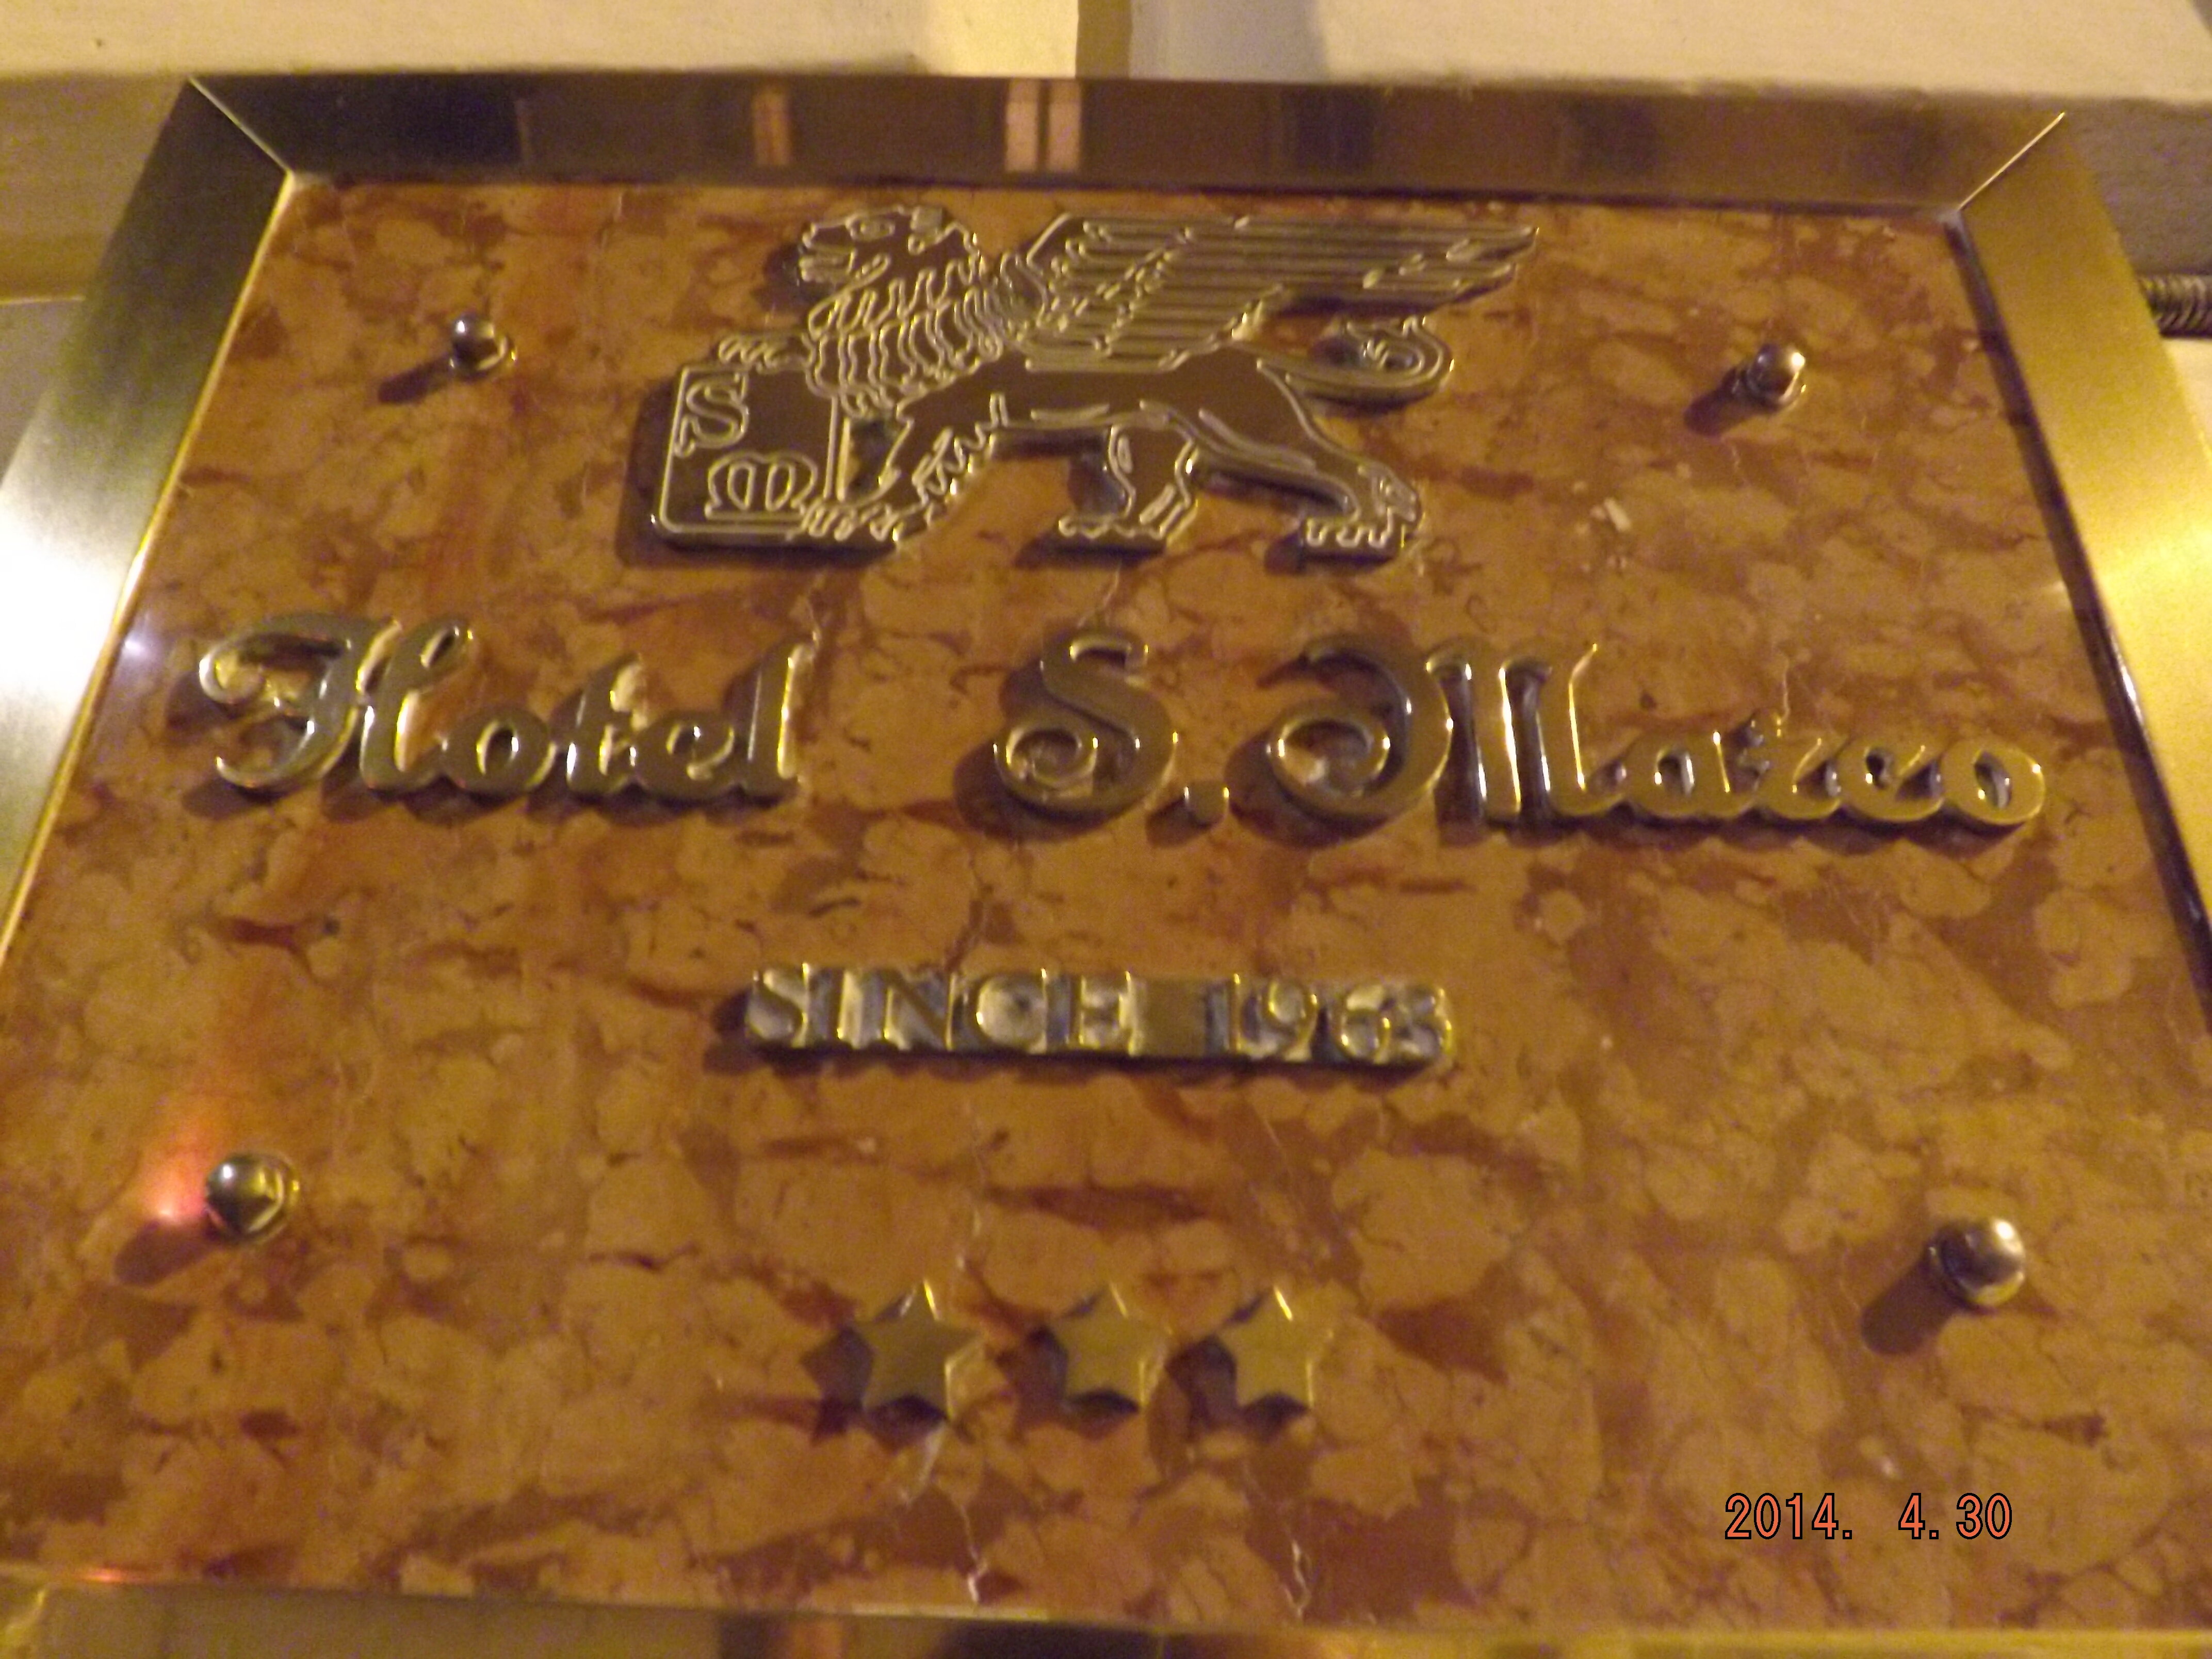 S
M
Hotel S. Marco
SINCE 1963
2014. 4.30